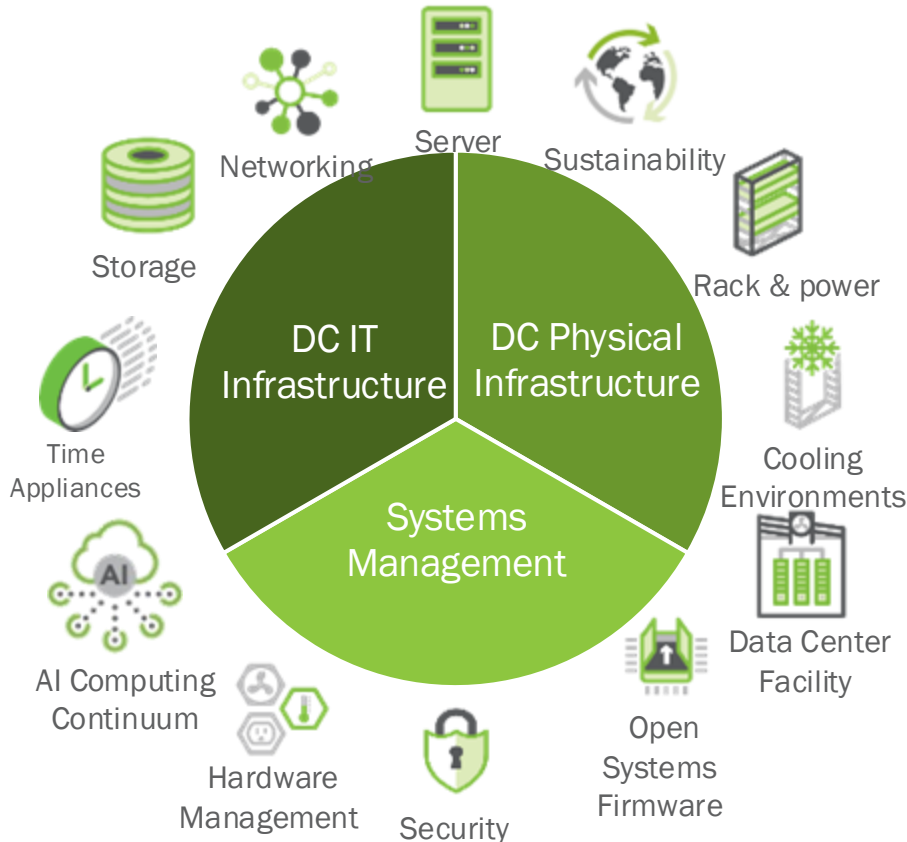 Server
Networking
Sustainability
Storage
Rack & power
DC IT
Infrastructure
DC Physical
Infrastructure
Time
Appliances
Cooling
Environments
Systems
Management
AI
AI Computing
Continuum
Data Center
Facility
Hardware
Management
Security
Open
Systems
Firmware